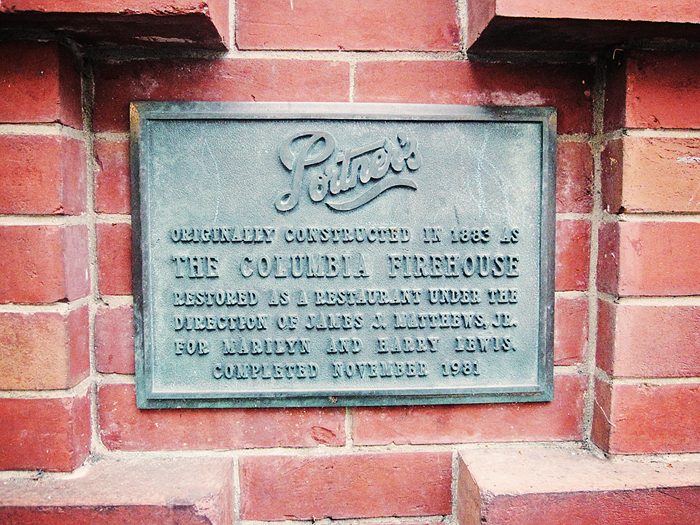 Portner's
ORIGINALLY CONSTRUCTED IN 1883 AS
THE COLUMBIA FIREHOUSE
RESTORED AS A RESTAURANT UNDER THE
DIRECTION OF JAMES J. MATTHEWS, JR.
FOR MARILYN AND HARRY LEWIS.
COMPLETED NOVEMBER 1981